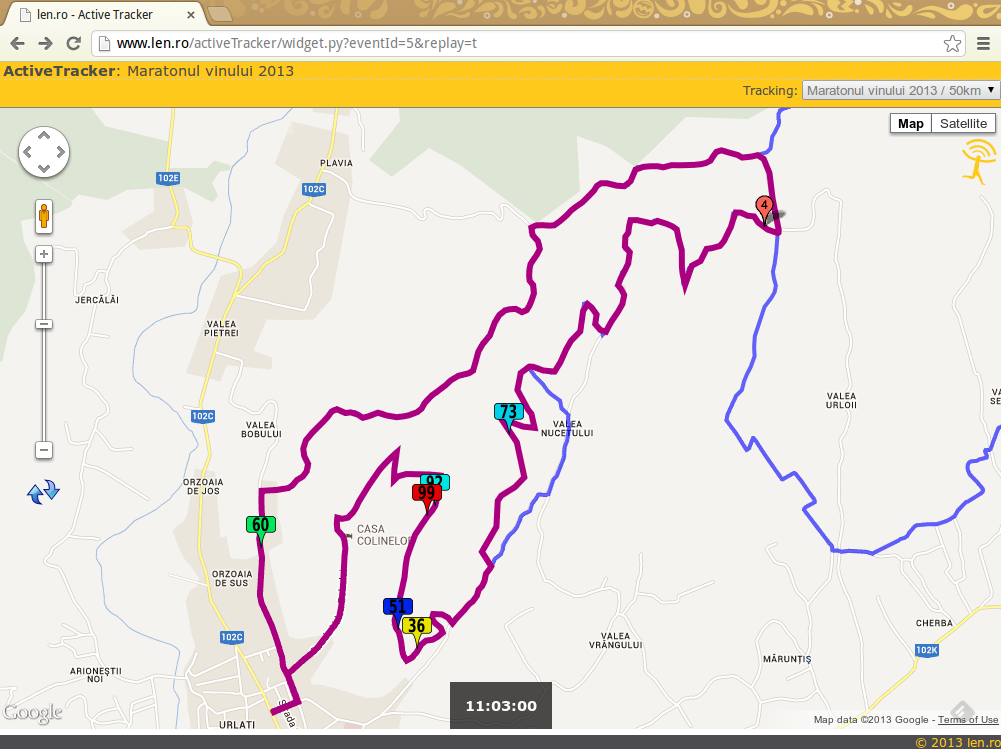 len.ro - Active Tracker
www.len.ro/activeTracker/widget.py?eventId=5&replay=t
ActiveTracker: Maratonul vinului 2013
Tracking: Maratonul vinului 2013 / 50km
Map Satellite
PLAVIA
102E
102C
4
JERCĂLĂI
VALEA
PIETREI
VALEA
URLOII
VALEA
SE
102C
73
VALEA
BOBULUI
VALEA
NUCETULUI
ORZOAIA
DE JOS
92
99
60
CASA
COLINELOR
ORZOAIA
DE SUS
51
36
102C
CHERBA
VALEA
VRÂNGULUI
102K
MĂRUNȚIȘ
ARIONEȘTII
NOI
Strada
11:03:00
Google
URLATI
Map data ©2013 Google - Terms of Use
© 2013 len.ro